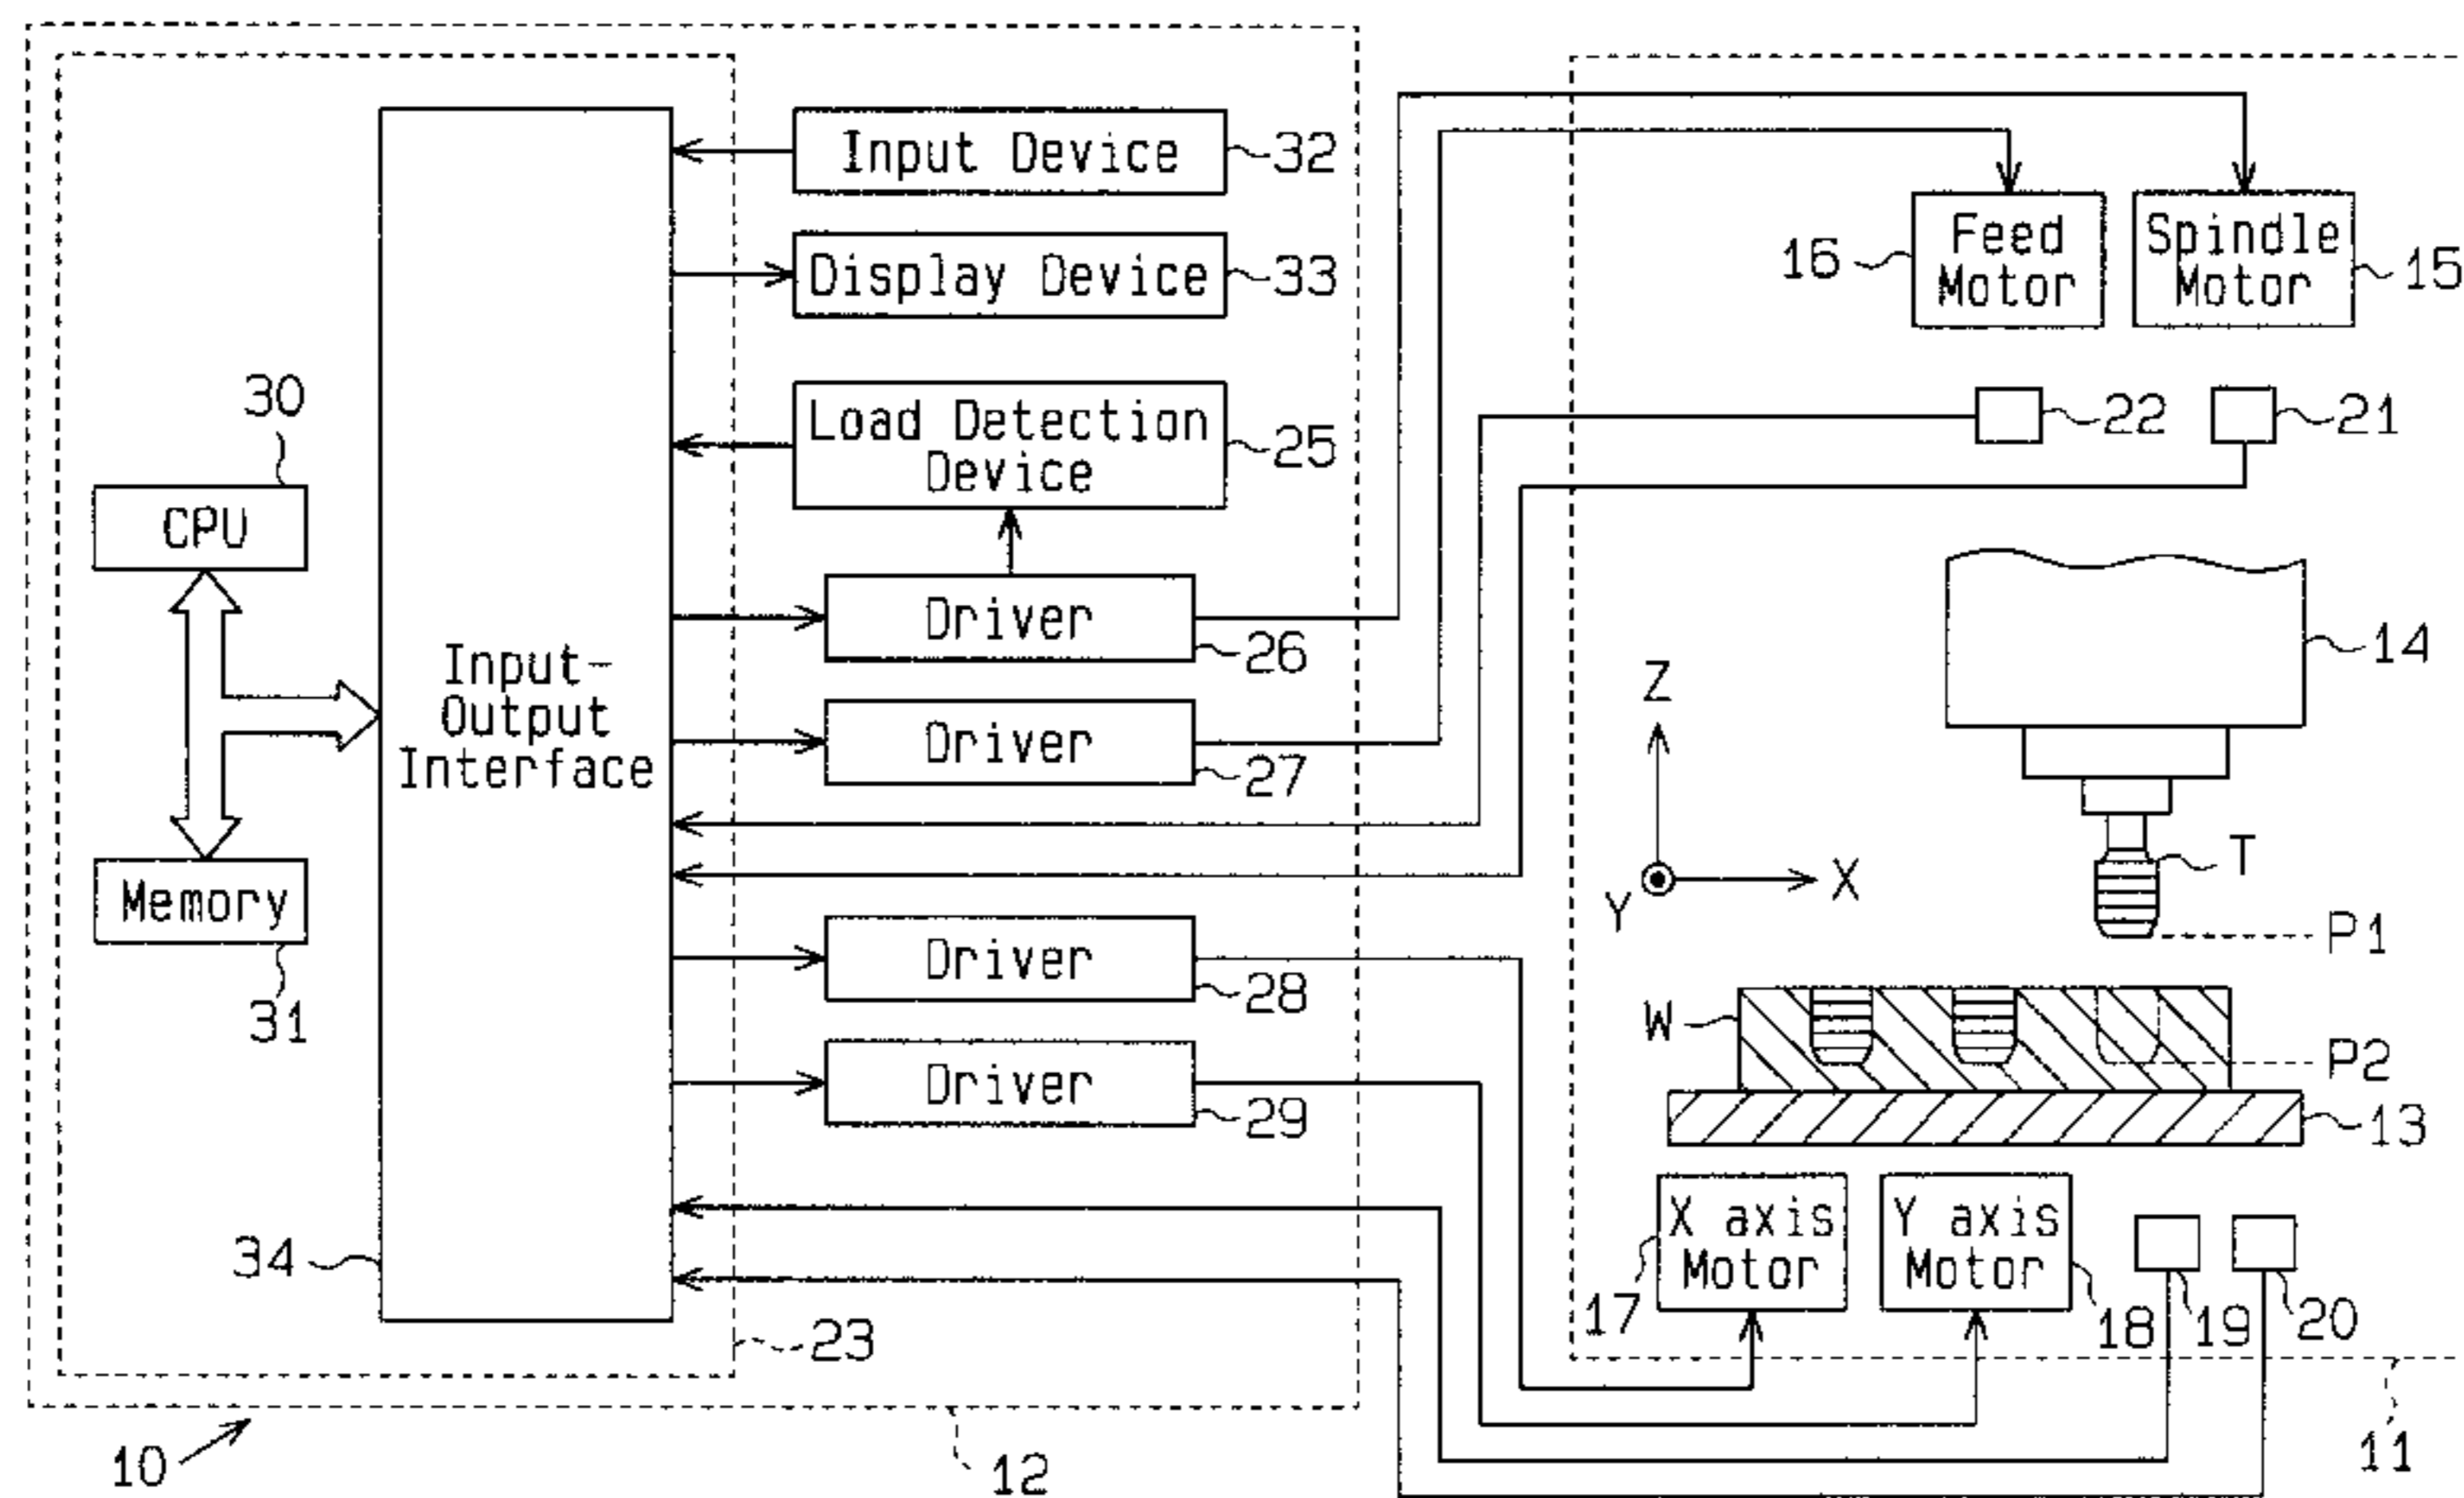 Input Device
32
Display Device
33
Load Detection
Device
25
30
CPU
Memory
31
Input-
Output
Interface
34
Driver
26
Driver
27
Driver
28
Driver
29
23
12
10
Feed
Motor
16
Spindle
Motor
15
22
21
14
Z
X
Y
T
P1
W
P2
13
X axis
Motor
17
Y axis
Motor
18
19
20
11